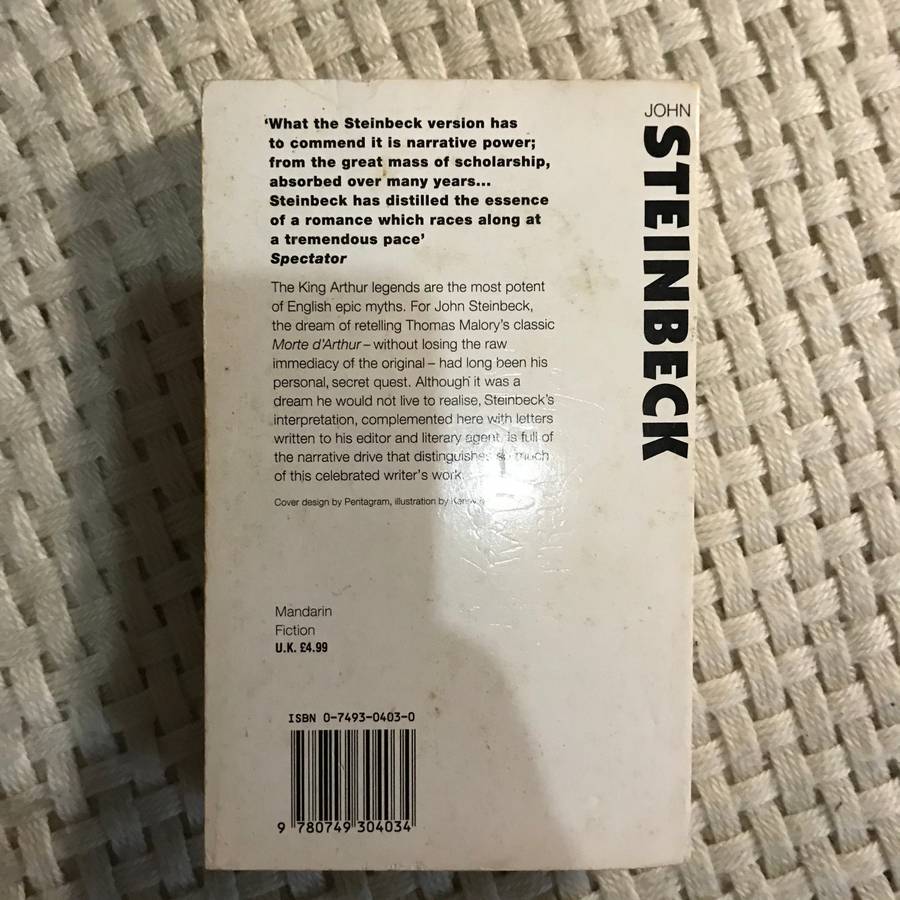 'What the Steinbeck version has
to commend it is narrative power;
from the great mass of scholarship,
absorbed over many years...
Steinbeck has distilled the essence
of a romance which races along at
a tremendous pace'
Spectator
The King Arthur legends are the most potent
of English epic myths. For John Steinbeck,
the dream of retelling Thomas Malory's classic
Morte d'Arthur – without losing the raw
immediacy of the original – had long been his
personal, secret quest. Although it was a
dream he would not live to realise, Steinbeck's
interpretation, complemented here with letters
written to his editor and literary agent, is full of
the narrative drive that distinguishes so much
of this celebrated writer's work.
Cover design by Pentagram, illustration by
Mandarin
Fiction
U.K. £4.99
ISBN 0-7493-0403-0
9 780749 304034
JOHN
STEINBECK